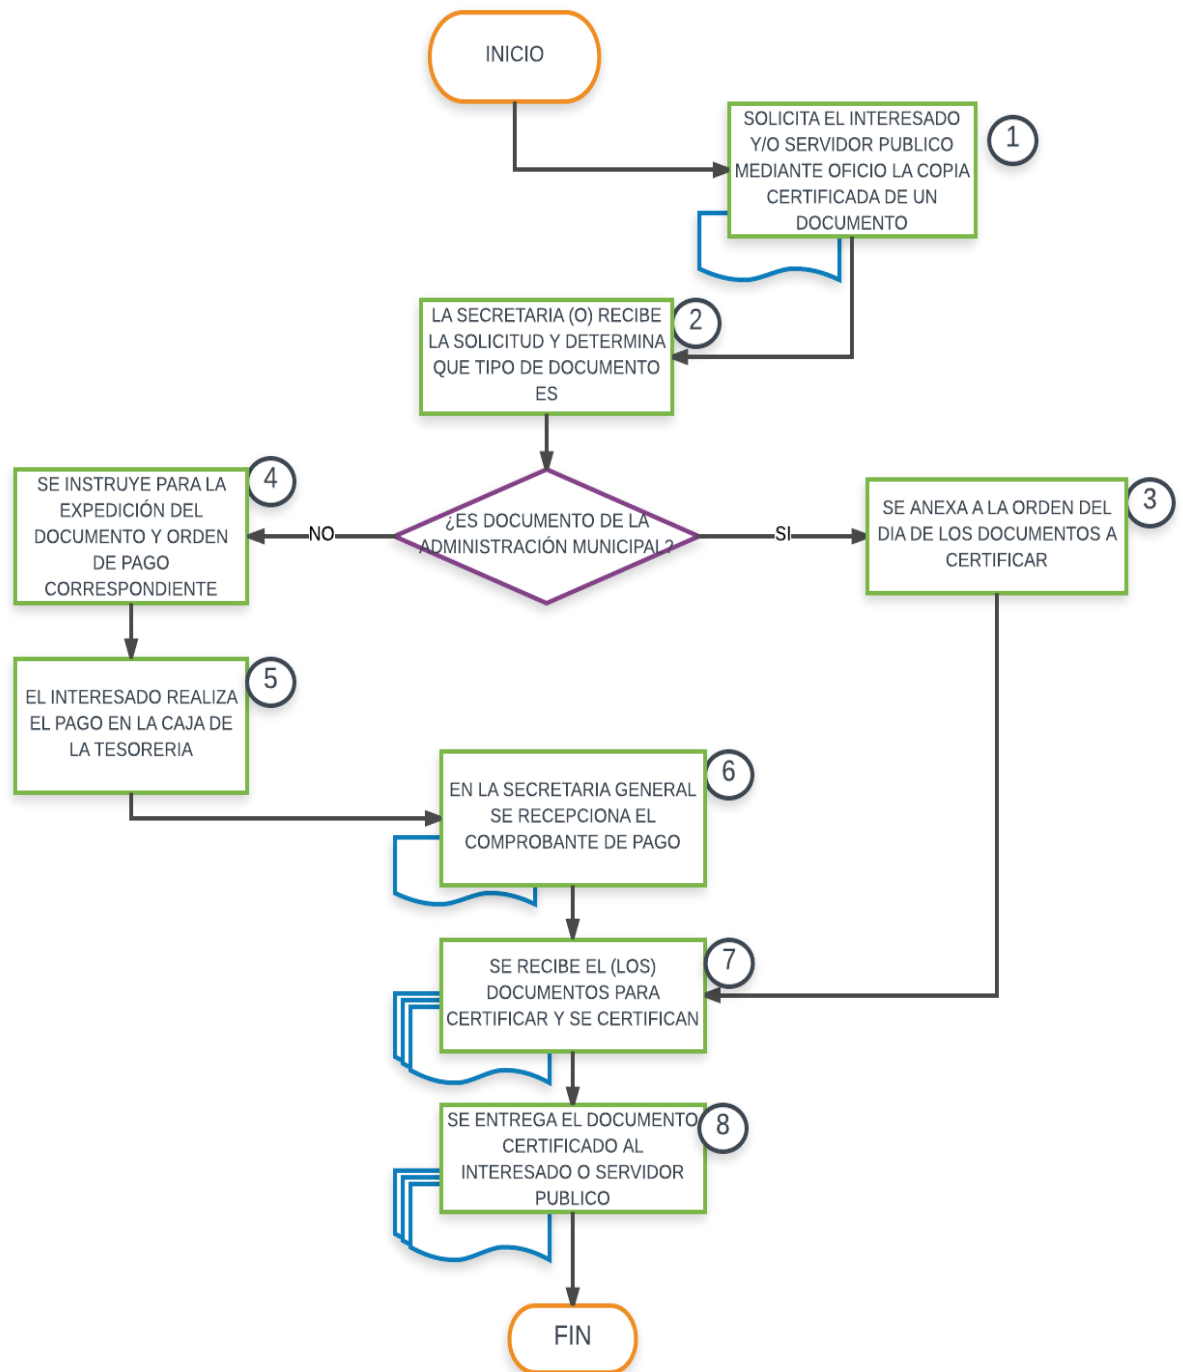 INICIO
SOLICITA EL INTERESADO
Y/O SERVIDOR PUBLICO
MEDIANTE OFICIO LA COPIA
CERTIFICADA DE UN
DOCUMENTO
1
LA SECRETARIA (O) RECIBE
LA SOLICITUD Y DETERMINA
QUE TIPO DE DOCUMENTO
ES
2
¿ES DOCUMENTO DE LA
ADMINISTRACIÓN MUNICIPAL?
NO
SI
SE INSTRUYE PARA LA
EXPEDICIÓN DEL
DOCUMENTO Y ORDEN
DE PAGO
CORRESPONDIENTE
4
SE ANEXA A LA ORDEN DEL
DIA DE LOS DOCUMENTOS A
CERTIFICAR
3
EL INTERESADO REALIZA
EL PAGO EN LA CAJA DE
LA TESORERIA
5
EN LA SECRETARIA GENERAL
SE RECEPCIONA EL
COMPROBANTE DE PAGO
6
SE RECIBE EL (LOS)
DOCUMENTOS PARA
CERTIFICAR Y SE CERTIFICAN
7
SE ENTREGA EL DOCUMENTO
CERTIFICADO AL
INTERESADO O SERVIDOR
PUBLICO
8
FIN